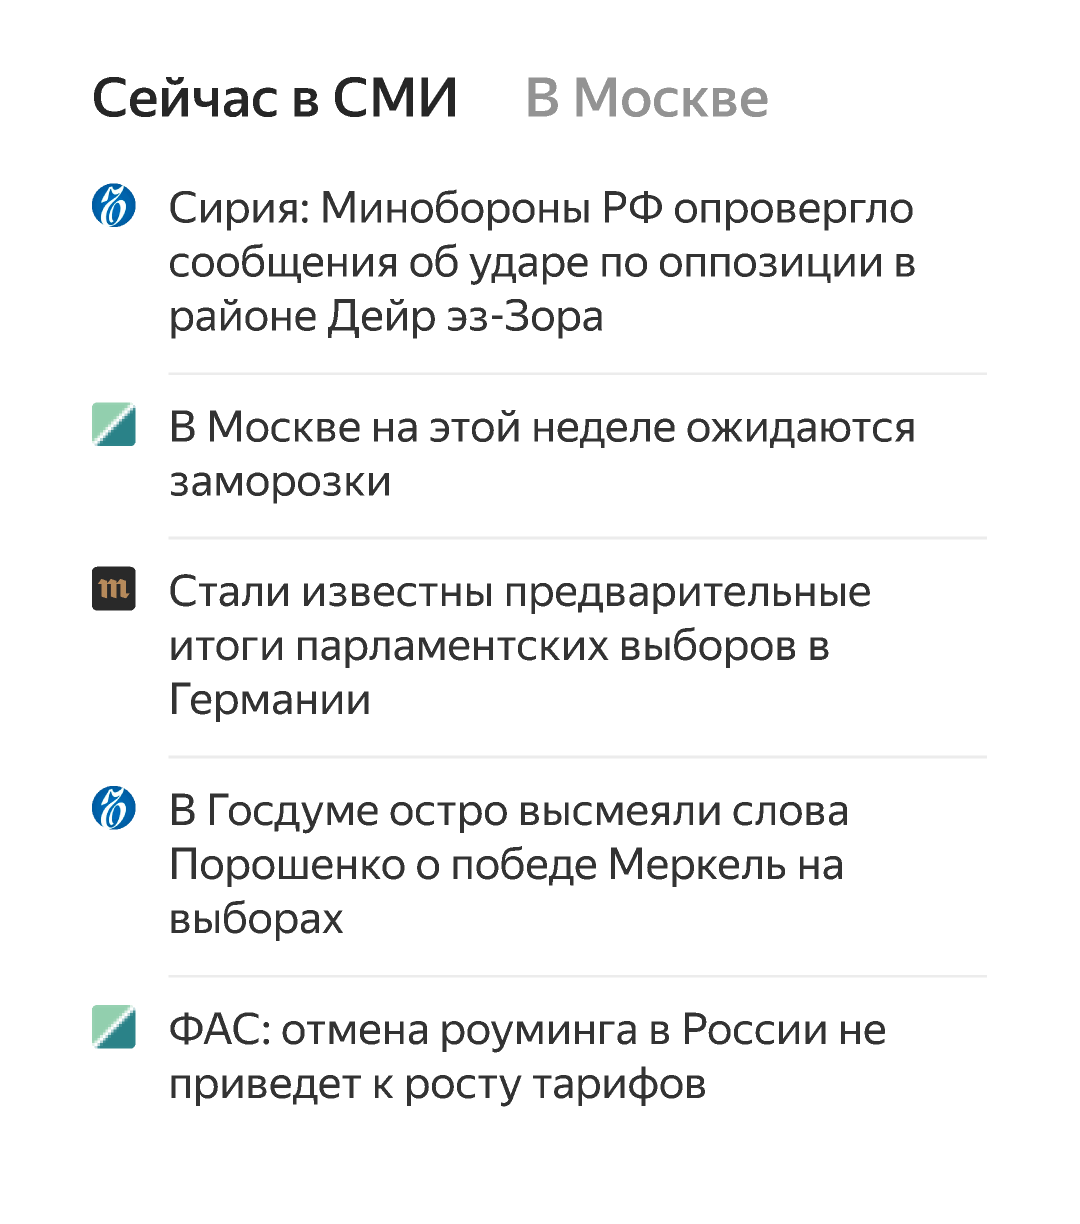 Сейчас в СМИ В Москве
Сирия: Минобороны РФ опровергло
сообщения об ударе по оппозиции в
районе Дейр эз-Зора
В Москве на этой неделе ожидаются
заморозки
m
Стали известны предварительные
итоги парламентских выборов в
Германии
В Госдуме остро высмеяли слова
Порошенко о победе Меркель на
выборах
ФАС: отмена роуминга в России не
приведет к росту тарифов